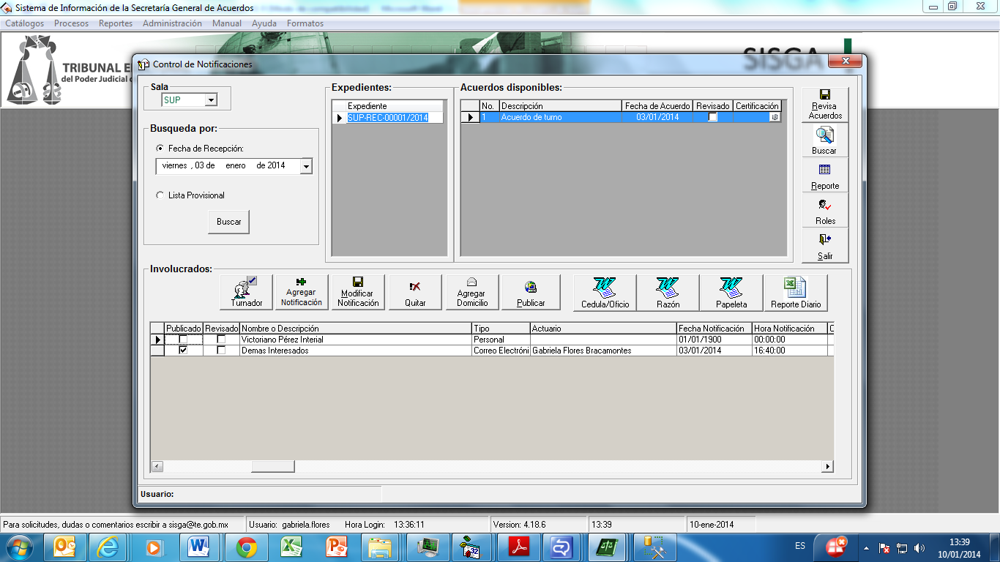 Sistema de Información de la Secretaría General de Acuerdos
Catálogos Procesos Reportes Administración Manual Ayuda Formatos
TRIBUNAL E
del Poder Judicial
SISGA
Control de Notificaciones
Sala
SUP
Busqueda por:
Fecha de Recepción:
viernes , 03 de enero de 2014
Lista Provisional
Buscar
Expedientes:
Expediente
SUP-REC-00001/2014
Acuerdos disponibles:
No. Descripción Fecha de Acuerdo Revisado Certificación
1 Acuerdo de turno 03/01/2014
Revisa
Acuerdos
Buscar
Reporte
Roles
Salir
Involucrados:
Turnador
Agregar
Notificación
Modificar
Notificación
Quitar
Agregar
Domicilio
Publicar
Cedula/Oficio
Razón
Papeleta
Reporte Diario
Publicado Revisado Nombre o Descripción Tipo Actuario Fecha Notificación Hora Notificación
Victoriano Pérez Interial Personal 01/01/1900 00:00:00
Demas Interesados Correo Electróni Gabriela Flores Bracamontes 03/01/2014 16:40:00
Usuario:
Para solicitudes, dudas o comentarios escribir a sisga@te.gob.mx Usuario: gabriela.flores Hora Login: 13:36:11 Version: 4.18.6 13:39 10-ene-2014
ES
13:39
10/01/2014